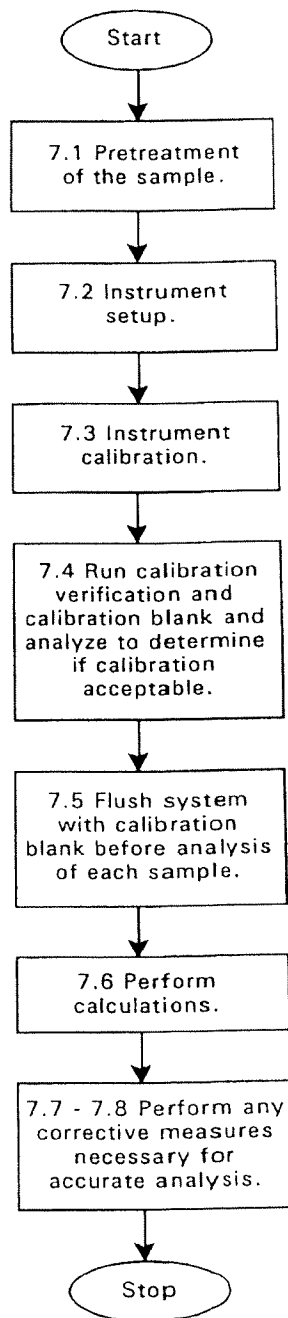 Start
7.1 Pretreatment
of the sample.
7.2 Instrument
setup.
7.3 Instrument
calibration.
7.4 Run calibration
verification and
calibration blank and
analyze to determine
if calibration
acceptable.
7.5 Flush system
with calibration
blank before analysis
of each sample.
7.6 Perform
calculations.
7.7 - 7.8 Perform any
corrective measures
necessary for
accurate analysis.
Stop